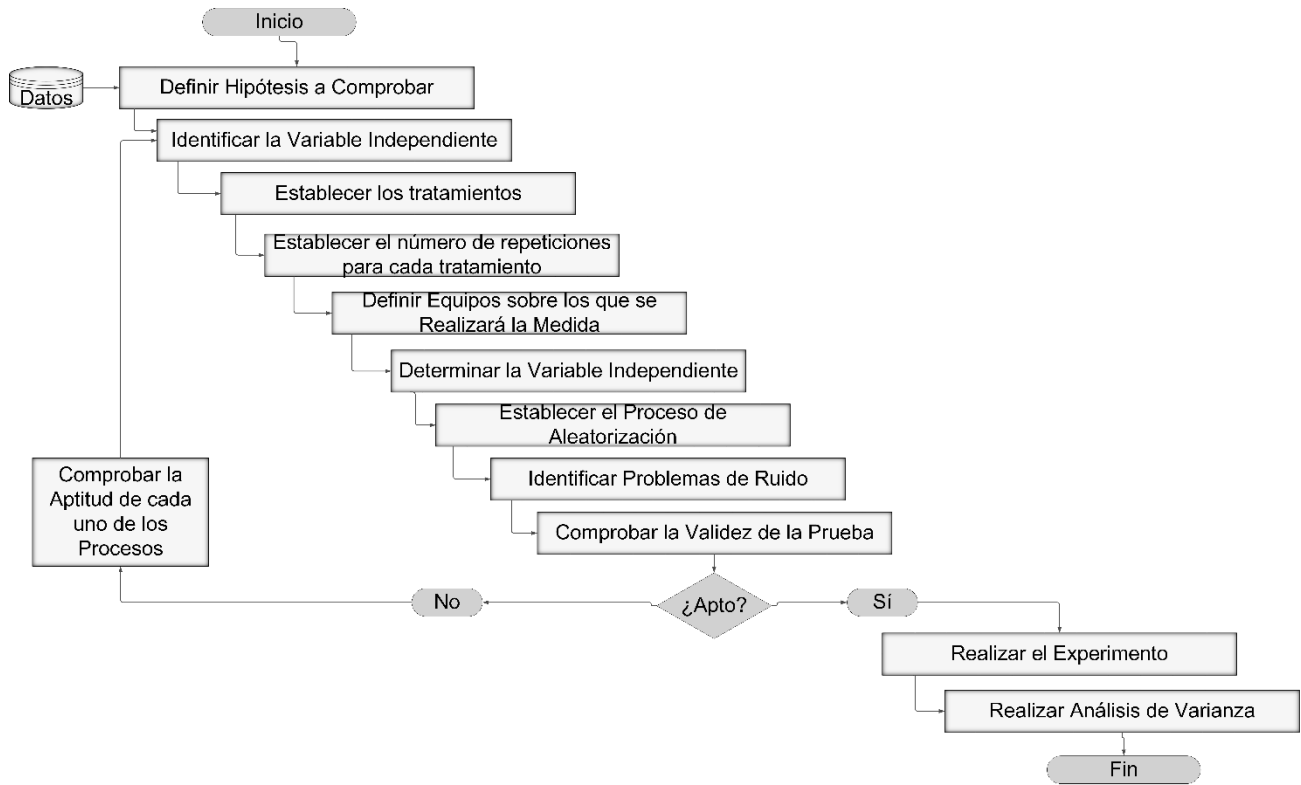 Inicio
Datos
Definir Hipótesis a Comprobar
Identificar la Variable Independiente
Establecer los tratamientos
Establecer el número de repeticiones
para cada tratamiento
Definir Equipos sobre los que se
Realizará la Medida
Determinar la Variable Independiente
Establecer el Proceso de
Aleatorización
Identificar Problemas de Ruido
Comprobar la Validez de la Prueba
Comprobar la
Aptitud de cada
uno de los
Procesos
No
¿Apto?
Sí
Realizar el Experimento
Realizar Análisis de Varianza
Fin